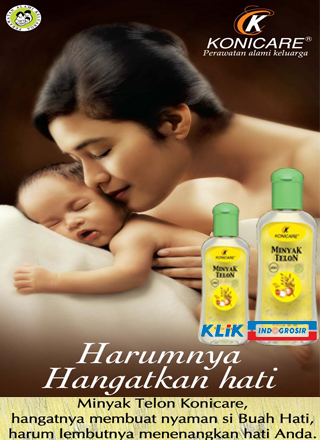 KONICARE®
Perawatan alami keluarga
KONICARE®
MINYAK
TELON
KONICARE®
MINYAK
TELON
KLiK
INDOGROSIR
Harumnya
Hangatkan hati
Minyak Telon Konicare,
hangatnya membuat nyaman si Buah Hati,
harum lembutnya menenangkan hati Anda.